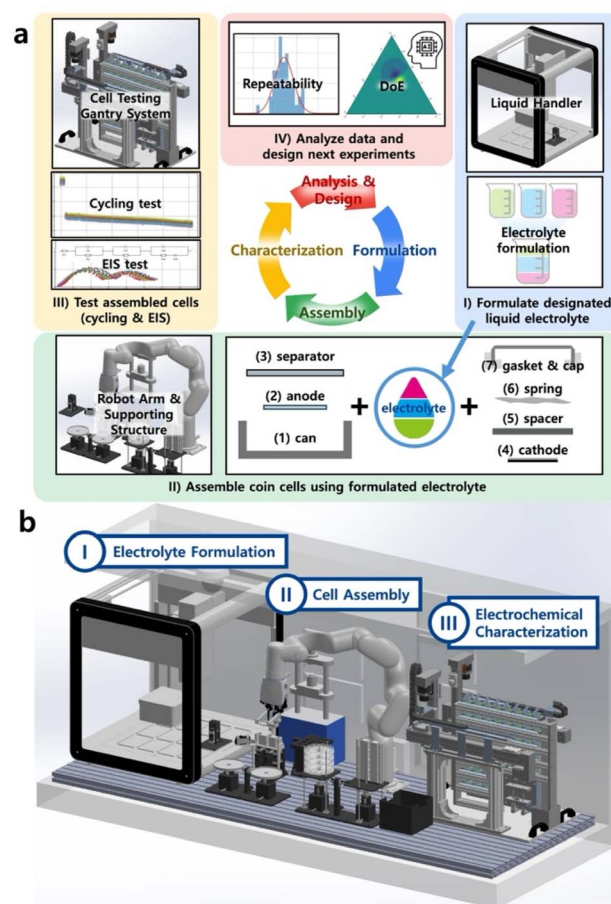 a
Cell Testing
Gantry System
Cycling test
EIS test
III) Test assembled cells
(cycling & EIS)
Repeatability
DoE
AI
IV) Analyze data and
design next experiments
Analysis &
Design
Characterization
Formulation
Assembly
Liquid Handler
Electrolyte
formulation
I) Formulate designated
liquid electrolyte
Robot Arm &
Supporting
Structure
(3) separator
(2) anode
(1) can
+
electrolyte
+
(7) gasket & cap
(6) spring
(5) spacer
(4) cathode
II) Assemble coin cells using formulated electrolyte
b
I Electrolyte Formulation
II Cell Assembly
III Electrochemical
Characterization